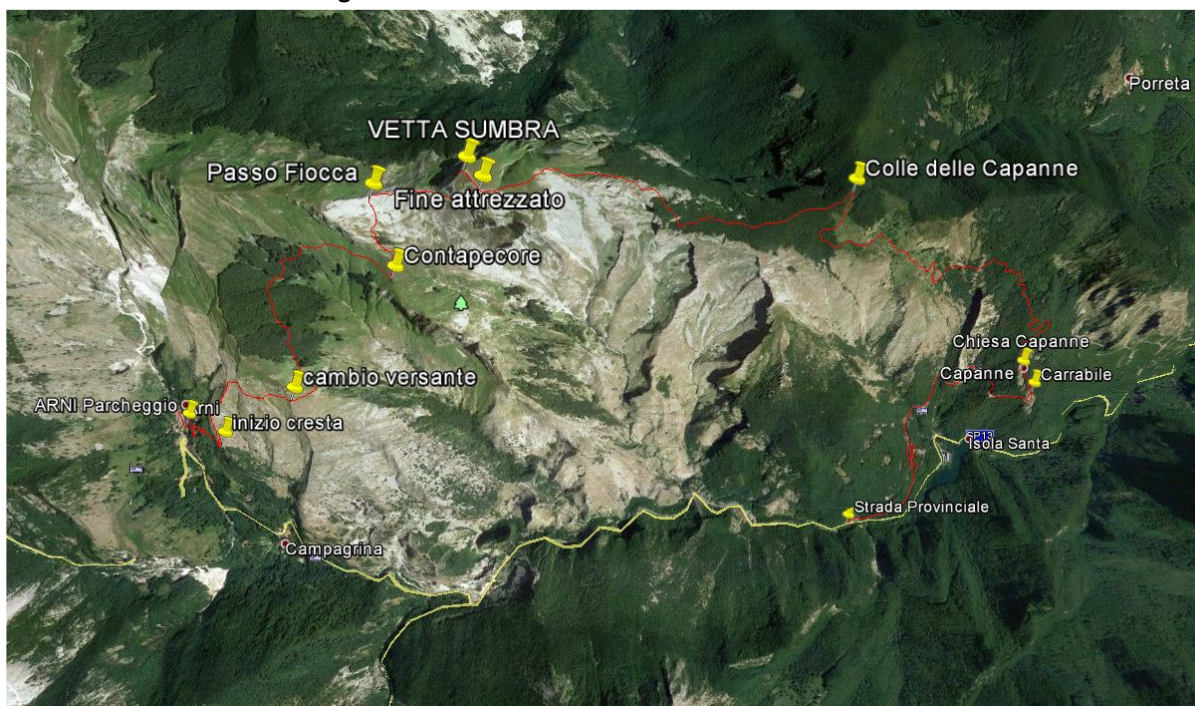 Porreta
VETTA SUMBRA
Passo Fiocca
Colle delle Capanne
Fine attrezzato
Contapecore
Chiesa Capanne
Capanne
Carrabile
cambio versante
ARNI Parcheggio
rni
inizio cresta
SP13
Isola Santa
Strada Provinciale
Campagrina